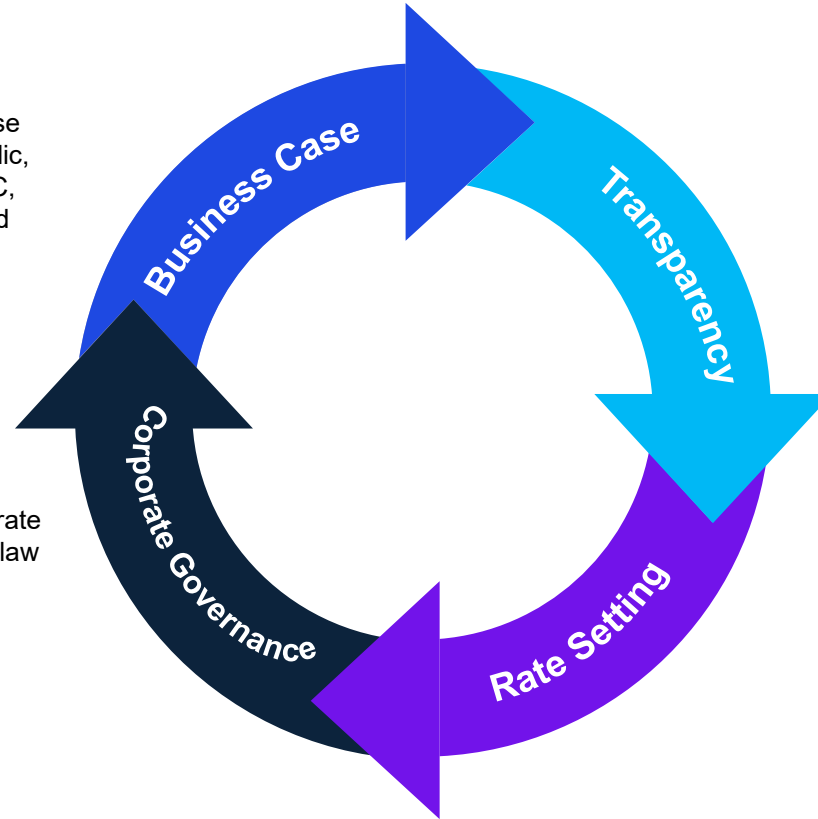 se
lic,
C,
d
Business Case
Transparency
Corporate Governance
rate
law
Rate Setting